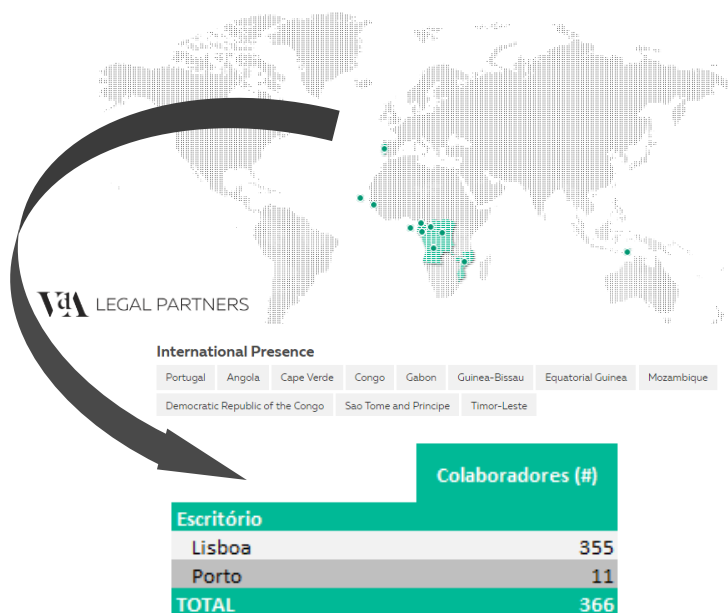 VdA LEGAL PARTNERS
International Presence
Portugal Angola Cape Verde Congo Gabon Guinea-Bissau Equatorial Guinea Mozambique
Democratic Republic of the Congo Sao Tome and Principe Timor-Leste
Colaboradores (#)
Escritório
Lisboa 355
Porto 11
TOTAL 366